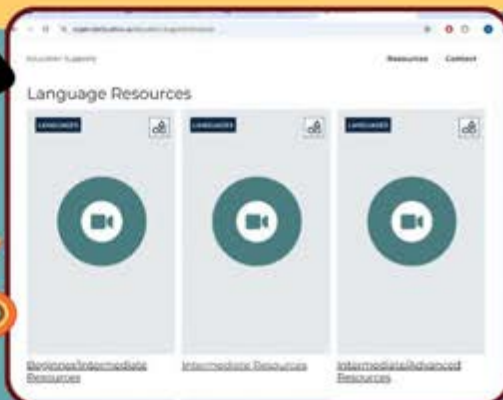 Resources Contact
Language Resources
LANGUAGES
LANGUAGES
LANGUAGES
Beginner/Intermediate
Resources
Intermediate Resources
Intermediate/Advanced
Resources